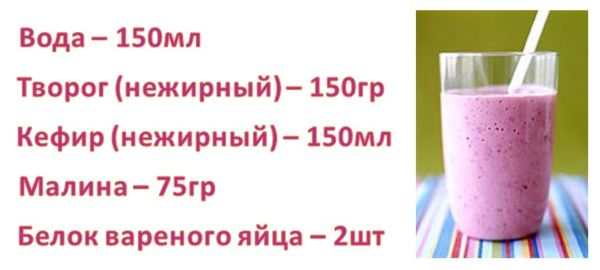 Вода – 150мл
Творог (нежирный) – 150гр
Кефир (нежирный) – 150мл
Малина – 75гр
Белок вареного яйца – 2шт